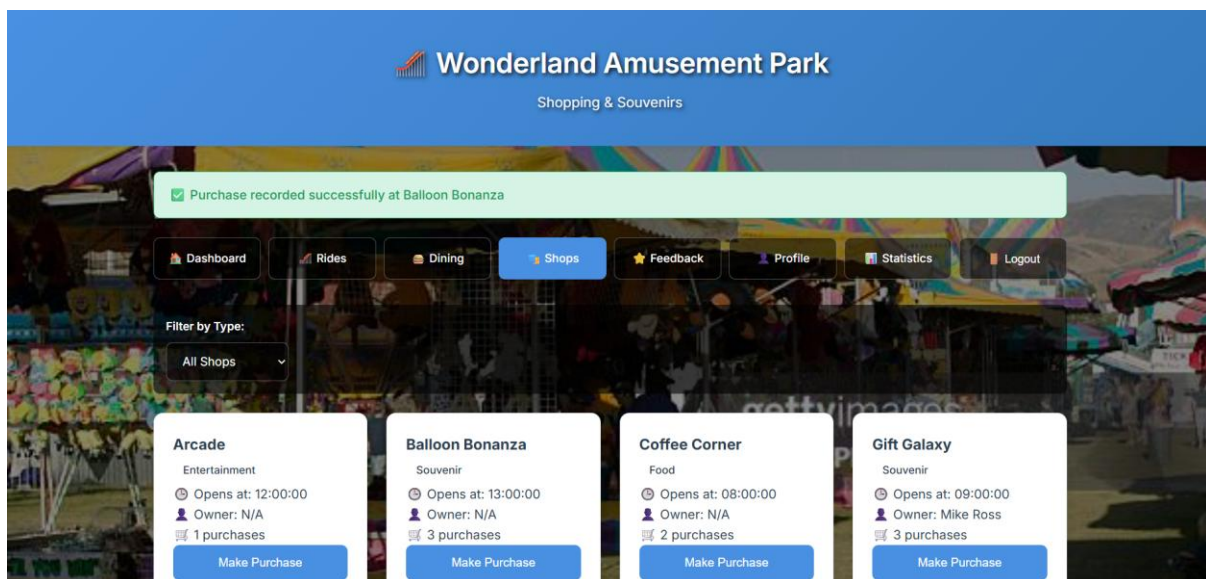 Wonderland Amusement Park
Shopping & Souvenirs
Purchase recorded successfully at Balloon Bonanza
Dashboard Rides Dining Shops Feedback Profile Statistics Logout
Filter by Type:
All Shops
gettyimages
Arcade Balloon Bonanza Coffee Corner Gift Galaxy
Entertainment Souvenir Food Souvenir
Opens at: 12:00:00 Opens at: 13:00:00 Opens at: 08:00:00 Opens at: 09:00:00
Owner: N/A Owner: N/A Owner: N/A Owner: Mike Ross
1 purchases 3 purchases 2 purchases 3 purchases
Make Purchase Make Purchase Make Purchase Make Purchase